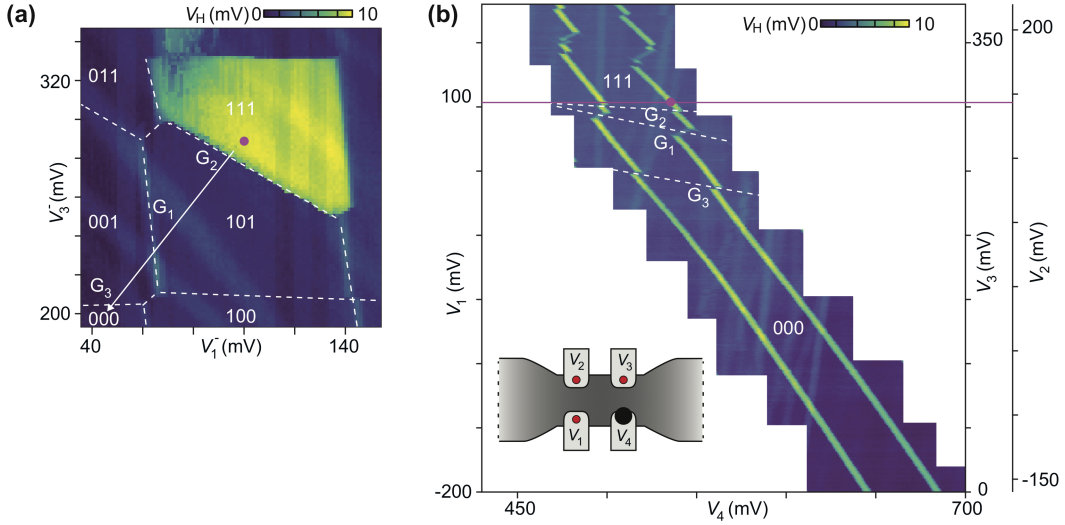 (a)
V_H (mV) 0 10
011
320
111
G₂
V₃⁻ (mV)
G₁
001
101
G₃
200
000
100
40
V₁⁻ (mV)
140
(b)
V_H (mV) 0 10
200
350
111
100
G₂
G₁
G₃
V₁ (mV)
V₃ (mV)
V₂ (mV)
000
V₂ V₃
V₁ V₄
-200
0
-150
450
V₄ (mV)
700